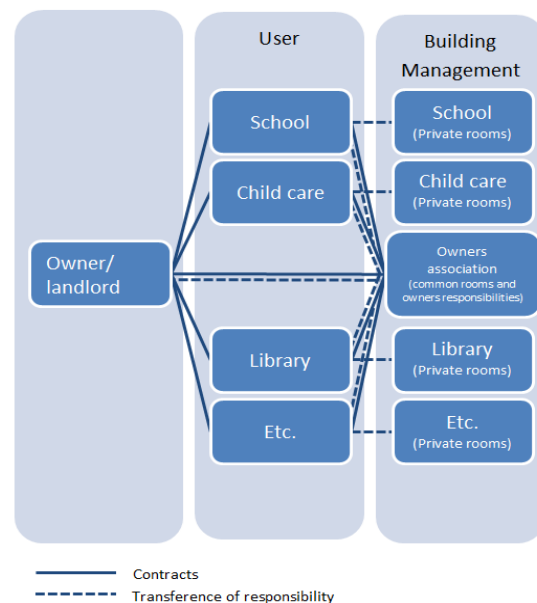 User
Building
Management
School
School
(Private rooms)
Child care
Child care
(Private rooms)
Owner/
landlord
Owners
association
(common rooms and
owners responsibilities)
Library
Library
(Private rooms)
Etc.
Etc.
(Private rooms)
Contracts
Transference of responsibility